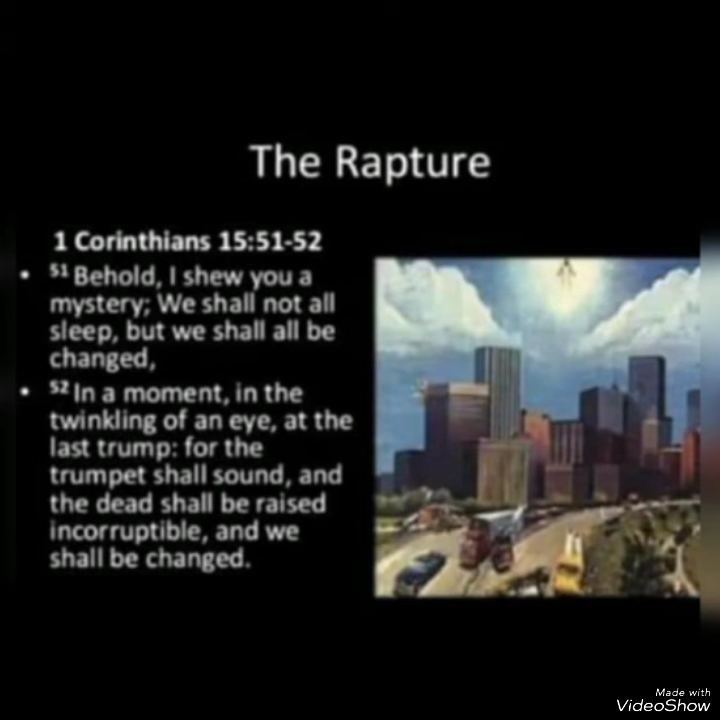 The Rapture
1 Corinthians 15:51-52
• 51 Behold, I shew you a
mystery; We shall not all
sleep, but we shall all be
changed,
• 52 In a moment, in the
twinkling of an eye, at the
last trump: for the
trumpet shall sound, and
the dead shall be raised
incorruptible, and we
shall be changed.
Made with
VideoShow